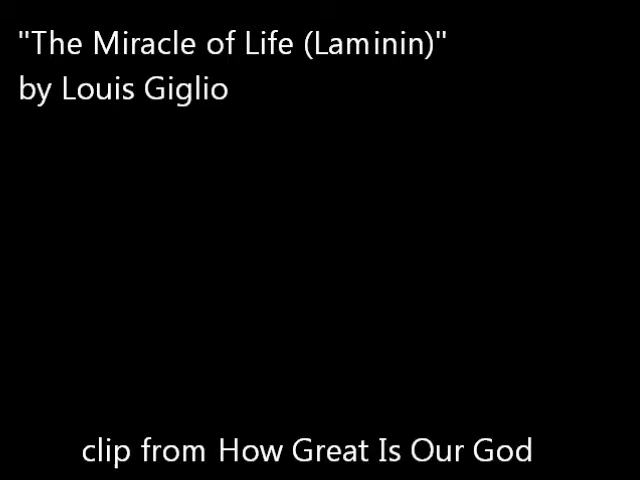 "The Miracle of Life (Laminin)"
by Louis Giglio
clip from How Great Is Our God